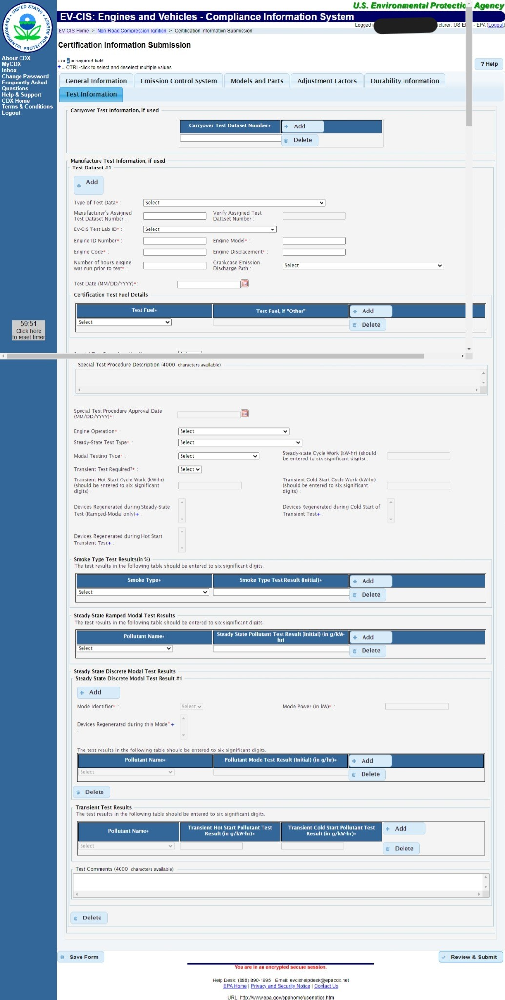 U.S. Environmental Protection Agency
UNITED STATES
ENVIRONMENTAL PROTECTION AGENCY
EV-CIS: Engines and Vehicles - Compliance Information System
Logged i
acturer: US E
- EPA (Logout)
EV-CIS Home > Non-Road Compression Ignition > Certification Information Submission
Certification Information Submission
* or * = required field
+ = CTRL-click to select and deselect multiple values
? Help
About CDX
MyCDX
Inbox
Change Password
Frequently Asked
Questions
Help & Support
CDX Home
Terms & Conditions
Logout
59:51
Click here
to reset timer
General Information
Emission Control System
Models and Parts
Adjustment Factors
Durability Information
Test Information
Carryover Test Information, if used
Carryover Test Dataset Number*
Add
Delete
Manufacture Test Information, if used
Test Dataset #1
Add
Type of Test Data* :
Select
Manufacturer's Assigned
Test Dataset Number :
Verify Assigned Test
Dataset Number :
EV-CIS Test Lab ID* :
Select
Engine ID Number* :
Engine Model* :
Engine Code* :
Engine Displacement* :
Number of hours engine
was run prior to test* :
Crankcase Emission
Discharge Path :
Select
Test Date (MM/DD/YYYY)*:
Certification Test Fuel Details
Test Fuel*
Test Fuel, if "Other"
Add
Select
Delete
Special Test Procedure Description (4000 characters available)
Special Test Procedure Approval Date
(MM/DD/YYYY)*:
Engine Operation* :
Select
Steady-State Test Type* :
Select
Modal Testing Type* :
Select
Steady-state Cycle Work (kW-hr) (should
be entered to six significant digits) :
Transient Test Required?* :
Select
Transient Hot Start Cycle Work (kW-hr)
(should be entered to six significant
digits) :
Transient Cold Start Cycle Work (kW-hr)
(should be entered to six significant
digits) :
Devices Regenerated during Steady-State
Test (Ramped-Modal only)+ :
Devices Regenerated during Cold Start of
Transient Test+ :
Devices Regenerated during Hot Start
Transient Test+ :
Smoke Type Test Results(in %)
The test results in the following table should be entered to six significant digits.
Smoke Type*
Smoke Type Test Result (Initial)*
Add
Select
Delete
Steady-State Ramped Modal Test Results
The test results in the following table should be entered to six significant digits.
Pollutant Name*
Steady State Pollutant Test Result (Initial) (in g/kW-
hr)
Add
Select
Delete
Steady State Discrete Modal Test Results
Steady State Discrete Modal Test Result #1
Add
Mode Identifier* :
Select
Mode Power (in kW)* :
Devices Regenerated during this Mode*+
:
The test results in the following table should be entered to six significant digits.
Pollutant Name*
Pollutant Mode Test Result (Initial) (in g/hr)*
Add
Select
Delete
Delete
Transient Test Results
The test results in the following table should be entered to six significant digits.
Pollutant Name*
Transient Hot Start Pollutant Test
Result (in g/kW-hr)*
Transient Cold Start Pollutant Test
Result (in g/kW-hr)*
Add
Select
Delete
Test Comments (4000 characters available)
Delete
Save Form
Review & Submit
You are in an encrypted secure session.
Help Desk: (888) 890-1995 Email: evcishelpdesk@epacdx.net
EPA Home | Privacy and Security Notice | Contact Us
URL: http://www.epa.gov/epahome/usenotice.htm